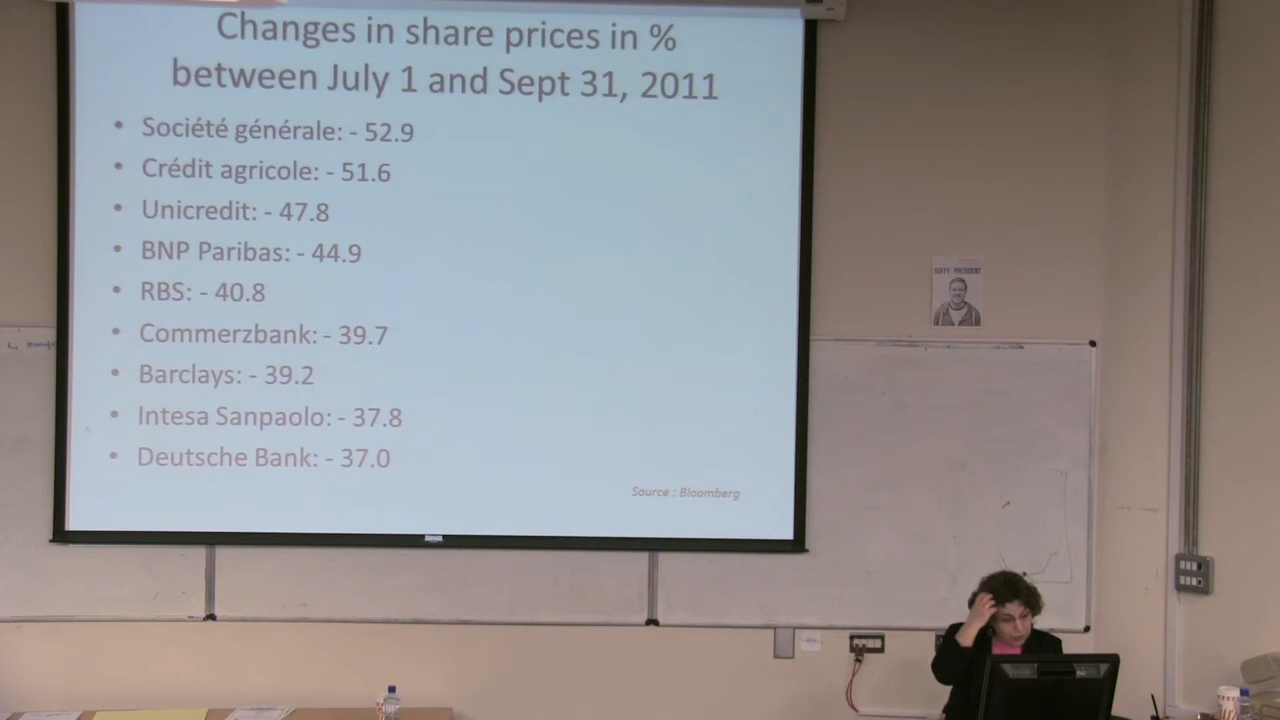 Changes in share prices in %
between July 1 and Sept 31, 2011
• Société générale: - 52.9
• Crédit agricole: - 51.6
• Unicredit: - 47.8
• BNP Paribas: - 44.9
• RBS: - 40.8
• Commerzbank: - 39.7
• Barclays: - 39.2
• Intesa Sanpaolo: - 37.8
• Deutsche Bank: - 37.0
Source : Bloomberg
PRESIDENT